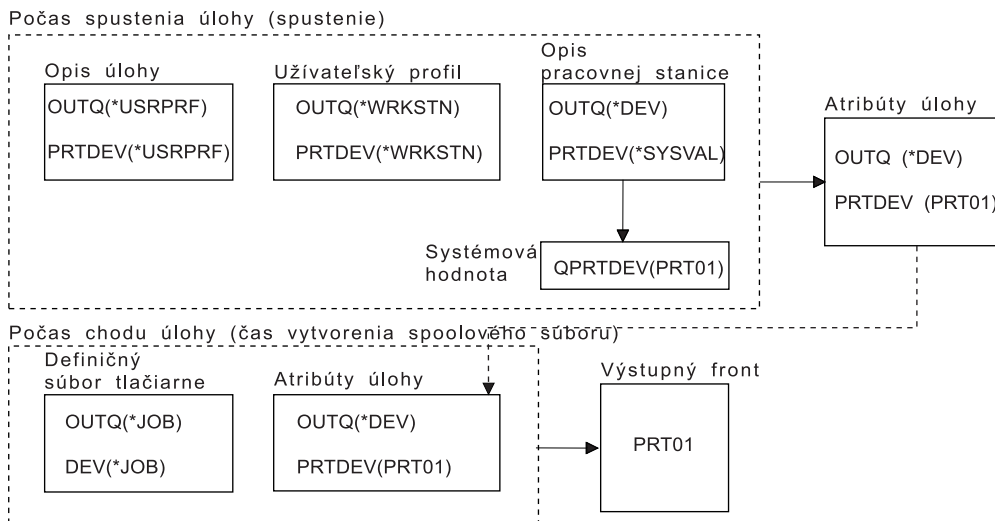 Počas spustenia úlohy (spustenie)
Opis úlohy
OUTQ(*USRPRF)
PRTDEV(*USRPRF)
Užívateľský profil
OUTQ(*WRKSTN)
PRTDEV(*WRKSTN)
Opis
pracovnej stanice
OUTQ(*DEV)
PRTDEV(*SYSVAL)
Systémová
hodnota
QPRTDEV(PRT01)
Atribúty úlohy
OUTQ (*DEV)
PRTDEV (PRT01)
Počas chodu úlohy (čas vytvorenia spoolového súboru)
Definičný
súbor tlačiarne
OUTQ(*JOB)
DEV(*JOB)
Atribúty úlohy
OUTQ(*DEV)
PRTDEV(PRT01)
Výstupný front
PRT01